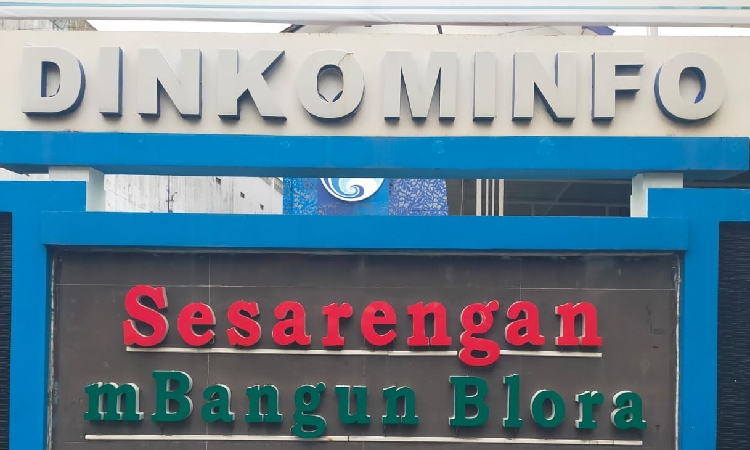 DINKOMINFO
Sesarengan
mBangun Blora